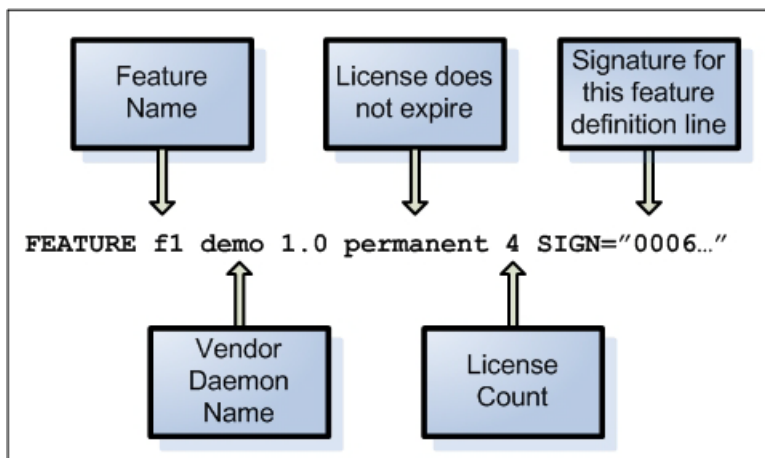 Feature
Name
License does
not expire
Signature for
this feature
definition line
FEATURE f1 demo 1.0 permanent 4 SIGN=″0006…″
Vendor
Daemon
Name
License
Count